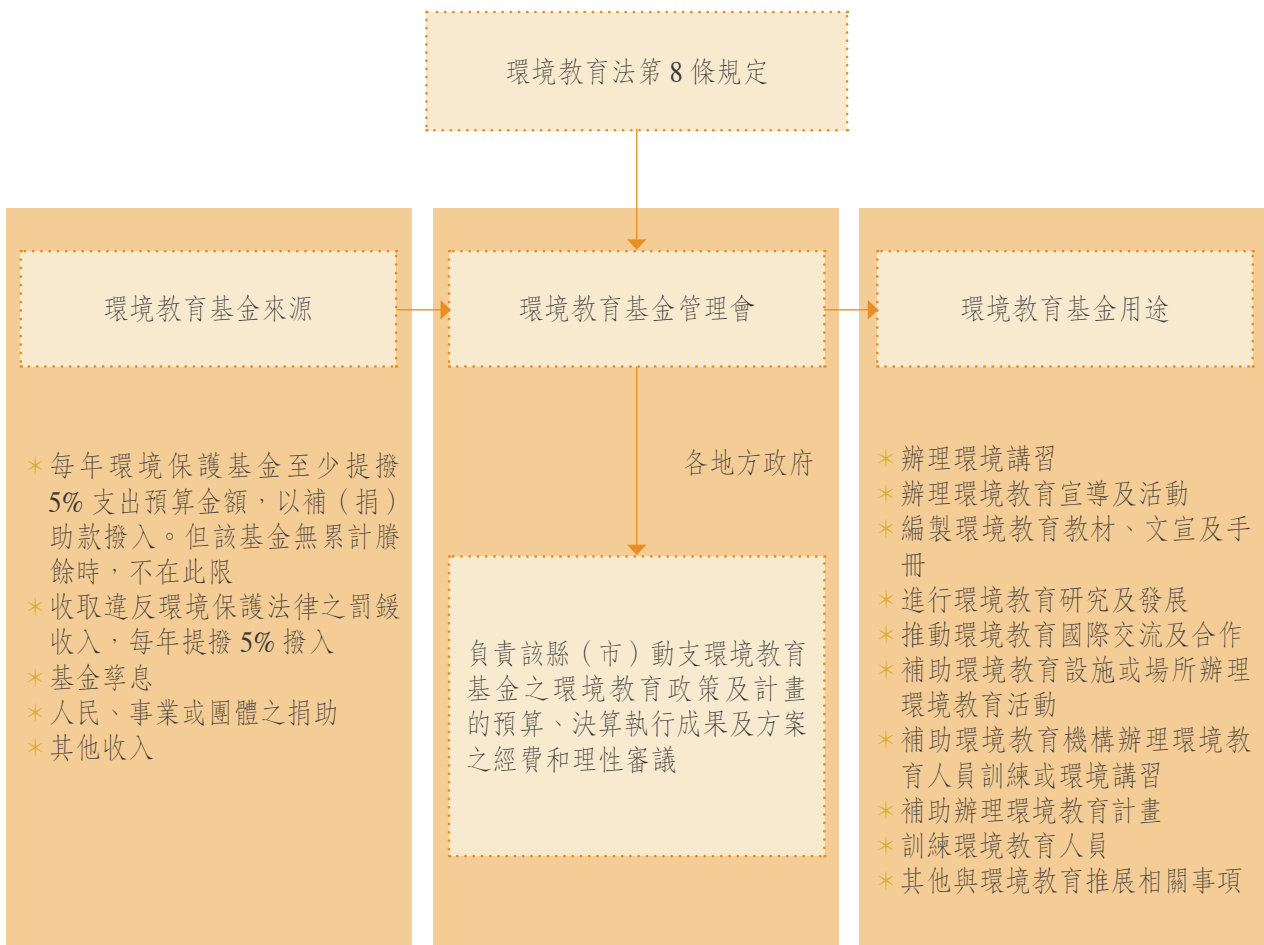 環境教育法第 8 條規定
環境教育基金來源
＊每年環境保護基金至少提撥
5% 支出預算金額，以補（捐）
助款撥入。但該基金無累計賸
餘時，不在此限
＊收取違反環境保護法律之罰鍰
收入，每年提撥 5% 撥入
＊基金孳息
＊人民、事業或團體之捐助
＊其他收入
環境教育基金管理會
各地方政府
負責該縣（市）動支環境教育
基金之環境教育政策及計畫
的預算、決算執行成果及方案
之經費和理性審議
環境教育基金用途
＊辦理環境講習
＊辦理環境教育宣導及活動
＊編製環境教育教材、文宣及手
冊
＊進行環境教育研究及發展
＊推動環境教育國際交流及合作
＊補助環境教育設施或場所辦理
環境教育活動
＊補助環境教育機構辦理環境教
育人員訓練或環境講習
＊補助辦理環境教育計畫
＊訓練環境教育人員
＊其他與環境教育推展相關事項